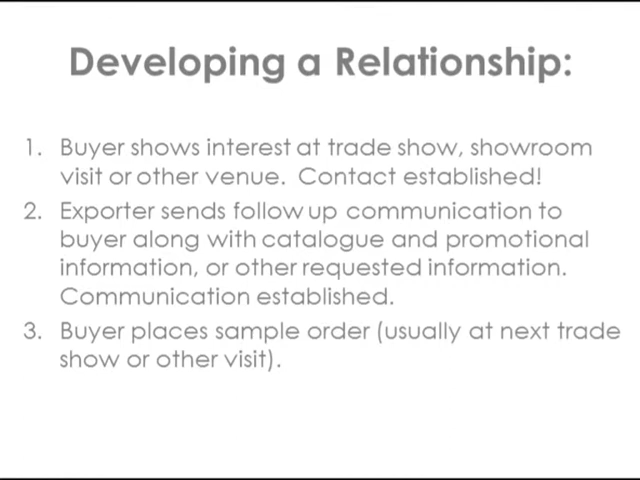 Developing a Relationship:
1. Buyer shows interest at trade show, showroom
visit or other venue.  Contact established!
2. Exporter sends follow up communication to
buyer along with catalogue and promotional
information, or other requested information.
Communication established.
3. Buyer places sample order (usually at next trade
show or other visit).